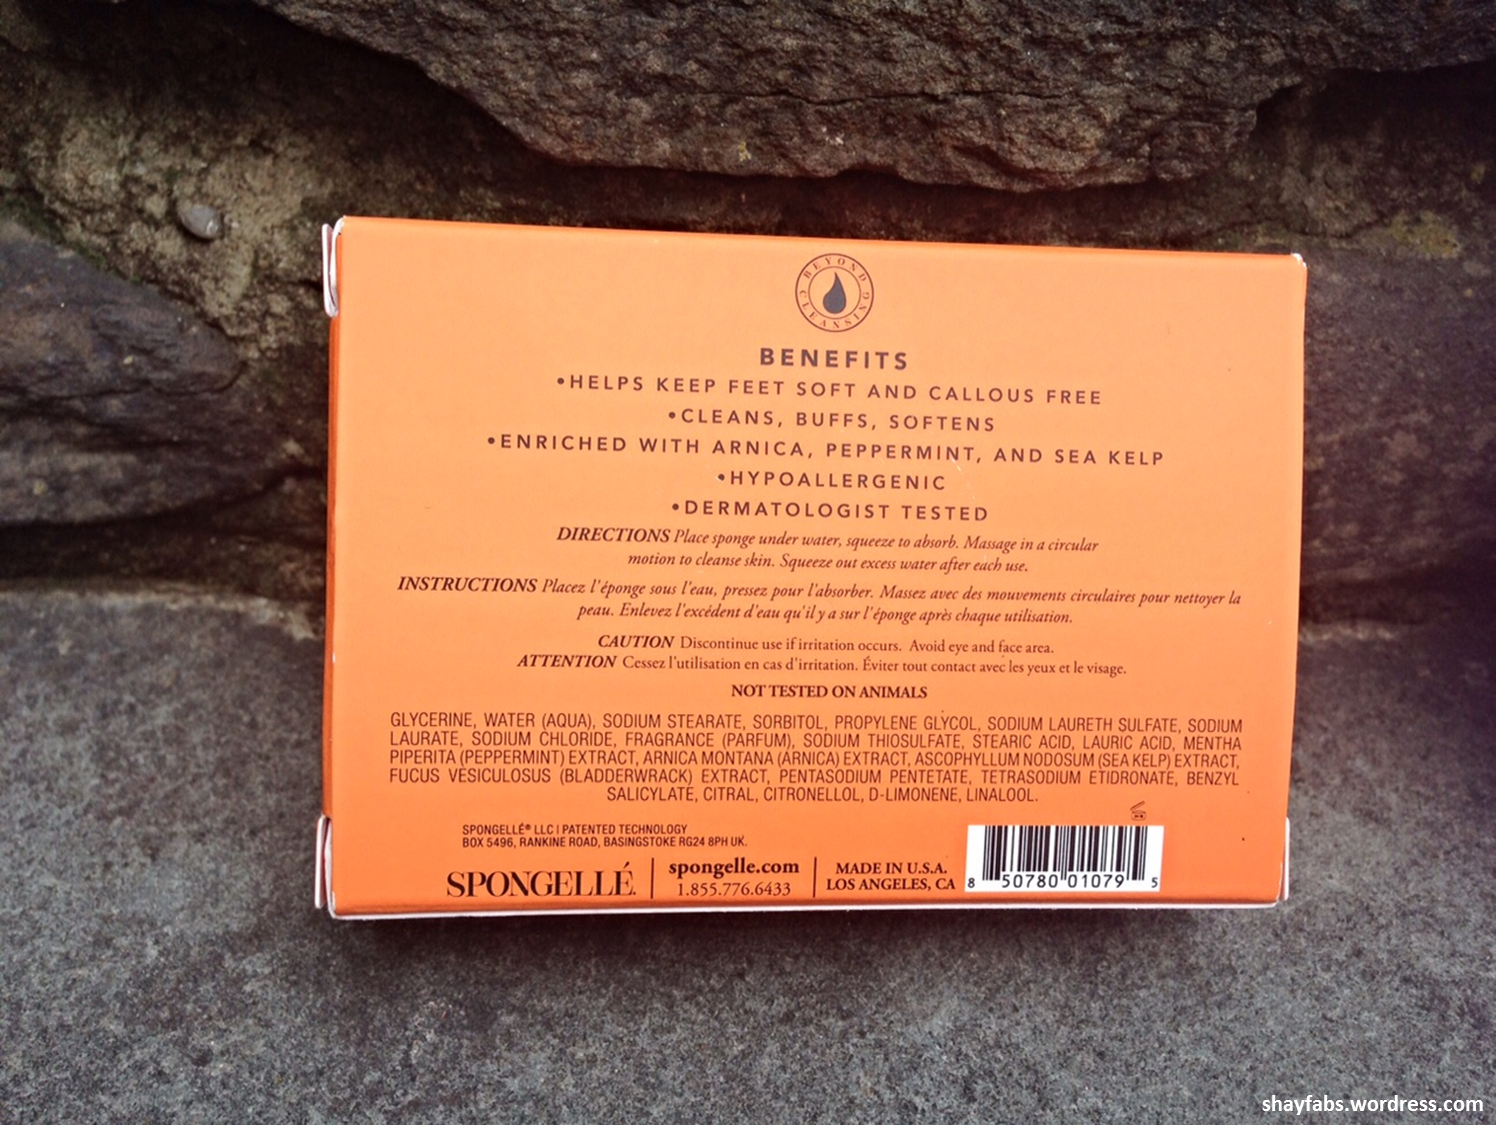 BEYOND CLEANSING
BENEFITS
•HELPS KEEP FEET SOFT AND CALLOUS FREE
•CLEANS, BUFFS, SOFTENS
•ENRICHED WITH ARNICA, PEPPERMINT, AND SEA KELP
•HYPOALLERGENIC
•DERMATOLOGIST TESTED
DIRECTIONS Place sponge under water, squeeze to absorb. Massage in a circular
motion to cleanse skin. Squeeze out excess water after each use.
INSTRUCTIONS Placez l'éponge sous l'eau, pressez pour l'absorber. Massez avec des mouvements circulaires pour nettoyer la
peau. Enlevez l'excédent d'eau qu'il y a sur l'éponge après chaque utilisation.
CAUTION Discontinue use if irritation occurs. Avoid eye and face area.
ATTENTION Cessez l'utilisation en cas d'irritation. Éviter tout contact avec les yeux et le visage.
NOT TESTED ON ANIMALS
GLYCERINE, WATER (AQUA), SODIUM STEARATE, SORBITOL, PROPYLENE GLYCOL, SODIUM LAURETH SULFATE, SODIUM
LAURATE, SODIUM CHLORIDE, FRAGRANCE (PARFUM), SODIUM THIOSULFATE, STEARIC ACID, LAURIC ACID, MENTHA
PIPERITA (PEPPERMINT) EXTRACT, ARNICA MONTANA (ARNICA) EXTRACT, ASCOPHYLLUM NODOSUM (SEA KELP) EXTRACT,
FUCUS VESICULOSUS (BLADDERWRACK) EXTRACT, PENTASODIUM PENTETATE, TETRASODIUM ETIDRONATE, BENZYL
SALICYLATE, CITRAL, CITRONELLOL, D-LIMONENE, LINALOOL.
SPONGELLÉ® LLC | PATENTED TECHNOLOGY
BOX 5496, RANKINE ROAD, BASINGSTOKE RG24 8PH UK.
SPONGELLÉ.
spongelle.com
1.855.776.6433
MADE IN U.S.A.
LOS ANGELES, CA
8 50780 01079 5
shayfabs.wordpress.com